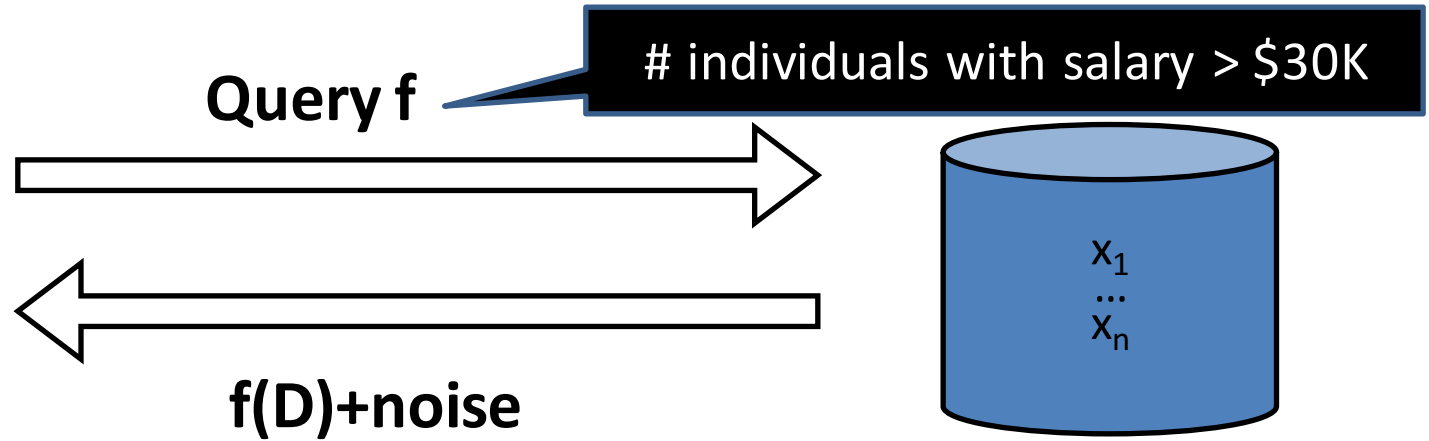 # individuals with salary > $30K
Query f
x₁
...
xₙ
f(D)+noise